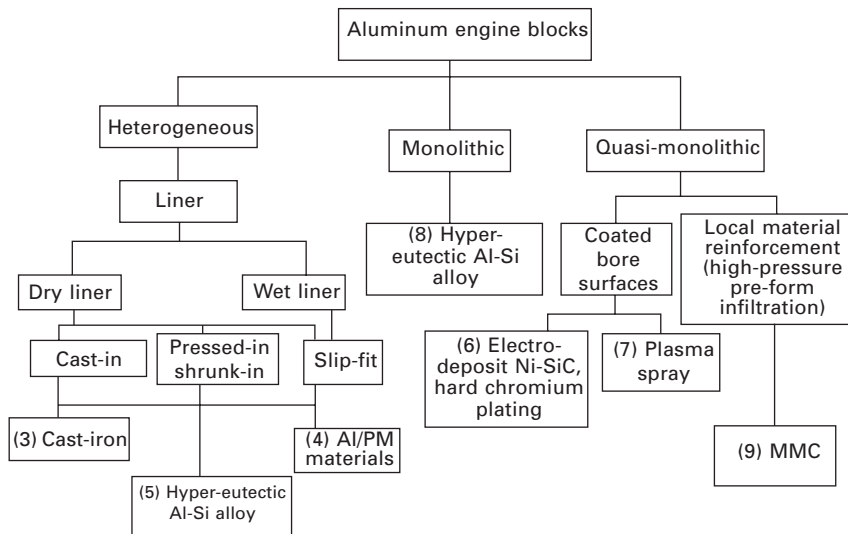 Aluminum engine blocks
Heterogeneous
Monolithic
Quasi-monolithic
Liner
(8) Hyper-
eutectic Al-Si
alloy
Coated
bore
surfaces
Local material
reinforcement
(high-pressure
pre-form
infiltration)
Dry liner
Wet liner
Cast-in
Pressed-in
shrunk-in
Slip-fit
(6) Electro-
deposit Ni-SiC,
hard chromium
plating
(7) Plasma
spray
(3) Cast-iron
(4) Al/PM
materials
(9) MMC
(5) Hyper-eutectic
Al-Si alloy